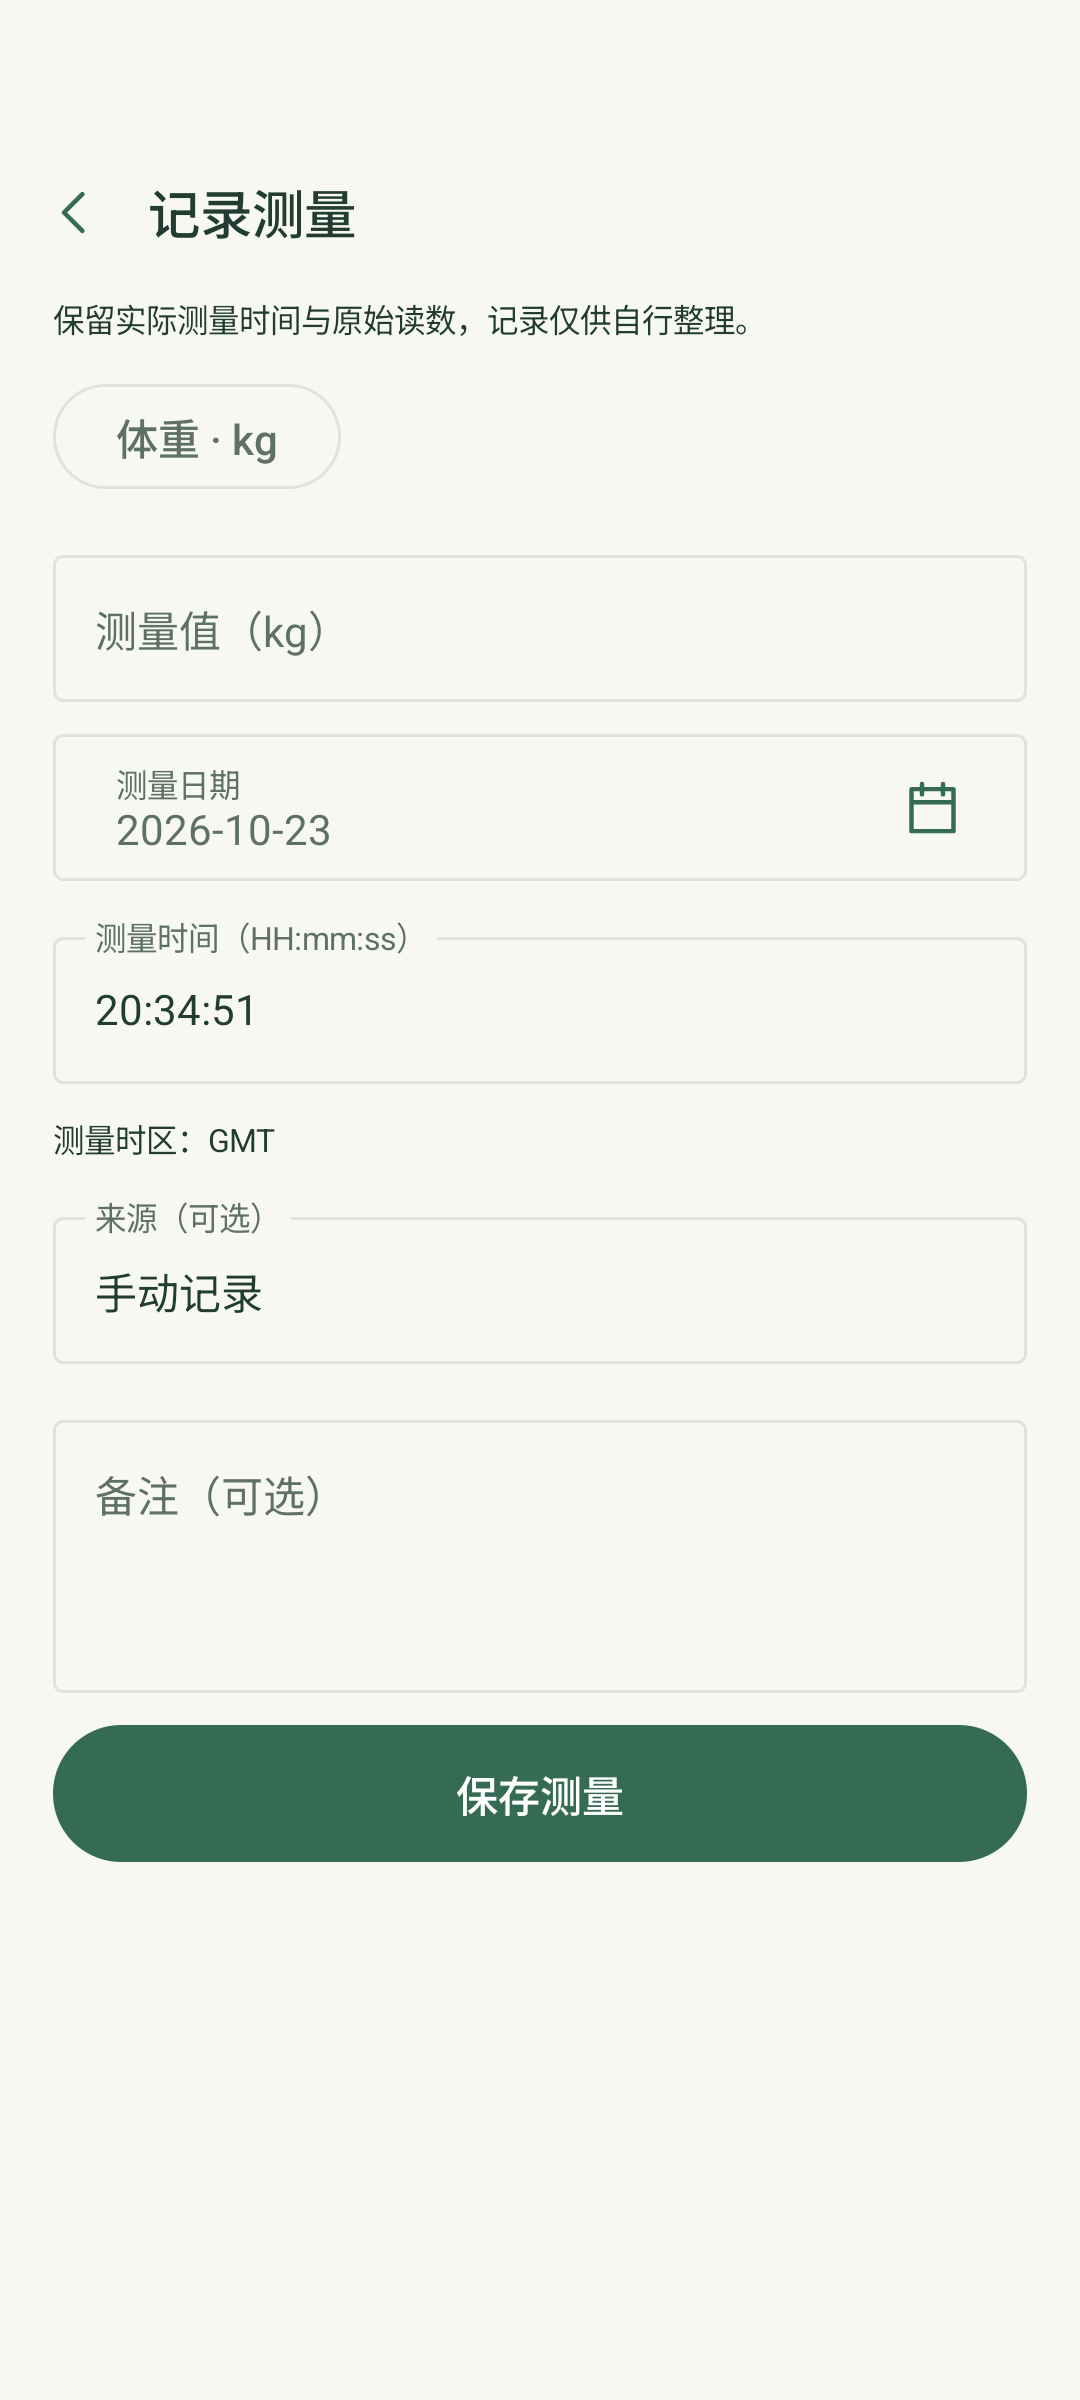 记录测量
保留实际测量时间与原始读数，记录仅供自行整理。
体重 · kg
测量值（kg）
测量日期
2026-10-23
测量时间（HH:mm:ss）
20:34:51
测量时区：GMT
来源（可选）
手动记录
备注（可选）
保存测量